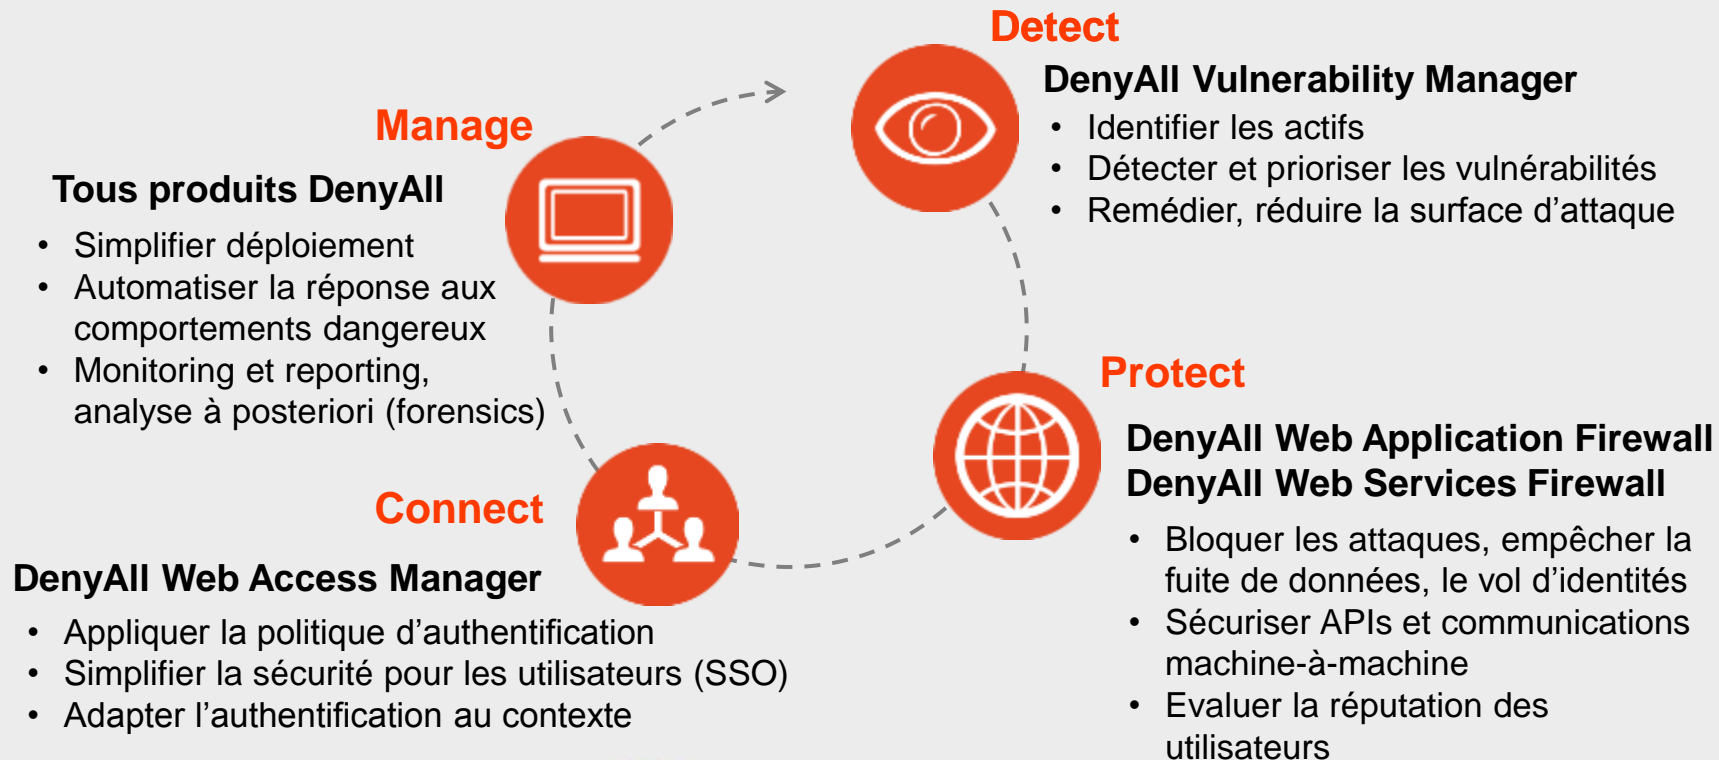 Detect
DenyAll Vulnerability Manager
• Identifier les actifs
• Détecter et prioriser les vulnérabilités
• Remédier, réduire la surface d’attaque
Protect
DenyAll Web Application Firewall
DenyAll Web Services Firewall
• Bloquer les attaques, empêcher la
fuite de données, le vol d’identités
• Sécuriser APIs et communications
machine-à-machine
• Evaluer la réputation des
utilisateurs
Connect
DenyAll Web Access Manager
• Appliquer la politique d’authentification
• Simplifier la sécurité pour les utilisateurs (SSO)
• Adapter l’authentification au contexte
Manage
Tous produits DenyAll
• Simplifier déploiement
• Automatiser la réponse aux
comportements dangereux
• Monitoring et reporting,
analyse à posteriori (forensics)